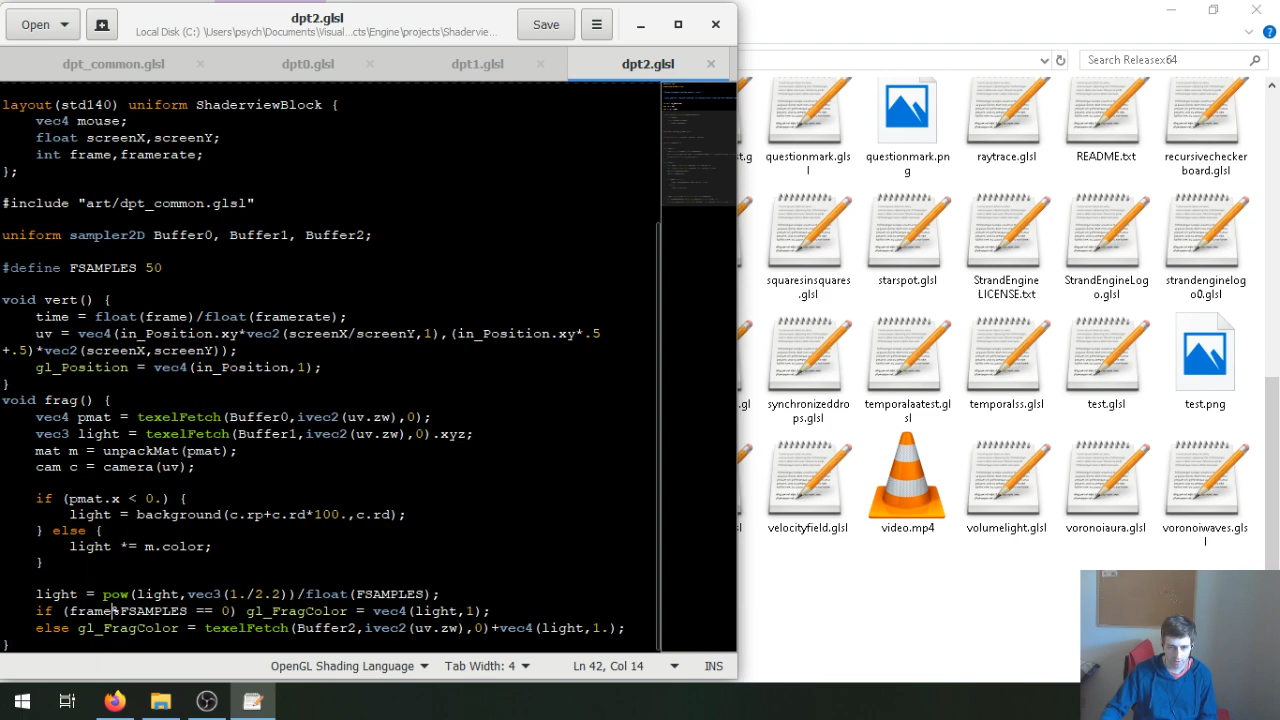 Open
dpt2.glsl
Local Disk (C:) \Users\psych\Documents\Visual...cts\Engine\projects\Shaderview...
Save
dpt_common.glsl
dpt0.glsl
dpt1.glsl
dpt2.glsl
layout(std140) uniform ShaderViewBlock {
vec4 mouse;
float screenX,screenY;
int frame,framerate;
};
#include "art/dpt_common.glsl"
uniform sampler2D Buffer0, Buffer1, Buffer2;
#define FSAMPLES 50
void vert() {
time = float(frame)/float(framerate);
uv = vec4(in_Position.xy*vec2(screenX/screenY,1),(in_Position.xy*.5
+.5)*vec2(screenX,screenY));
gl_Position = vec4(in_Position,1);
}
void frag() {
vec4 pmat = texelFetch(Buffer0,ivec2(uv.zw),0);
vec3 light = texelFetch(Buffer1,ivec2(uv.zw),0).xyz;
mat m = unpackMat(pmat);
cam c = camera(uv);
if (pmat.x < 0.) {
light = background(c.rp+c.rd*100.,c.rd);
} else {
light *= m.color;
}
light = pow(light,vec3(1./2.2))/float(FSAMPLES);
if (frame%FSAMPLES == 0) gl_FragColor = vec4(light,1);
else gl_FragColor = texelFetch(Buffer2,ivec2(uv.zw),0)+vec4(light,1.);
}
OpenGL Shading Language
Tab Width: 4
Ln 42, Col 14
INS
Search Releasex64
t.g
questionmark.gls
l
questionmark.pn
g
raytrace.glsl
README.txt
recursivechecker
board.glsl
squaresinsquares
.glsl
starspot.glsl
StrandEngine
LICENSE.txt
StrandEngineLog
o.glsl
strandenginelog
o0.glsl
.gl
synchronizeddro
ps.glsl
temporalaatest.gl
sl
temporalss.glsl
test.glsl
test.png
l
velocityfield.glsl
video.mp4
volumelight.glsl
voronoiaura.glsl
voronoiwaves.gls
l